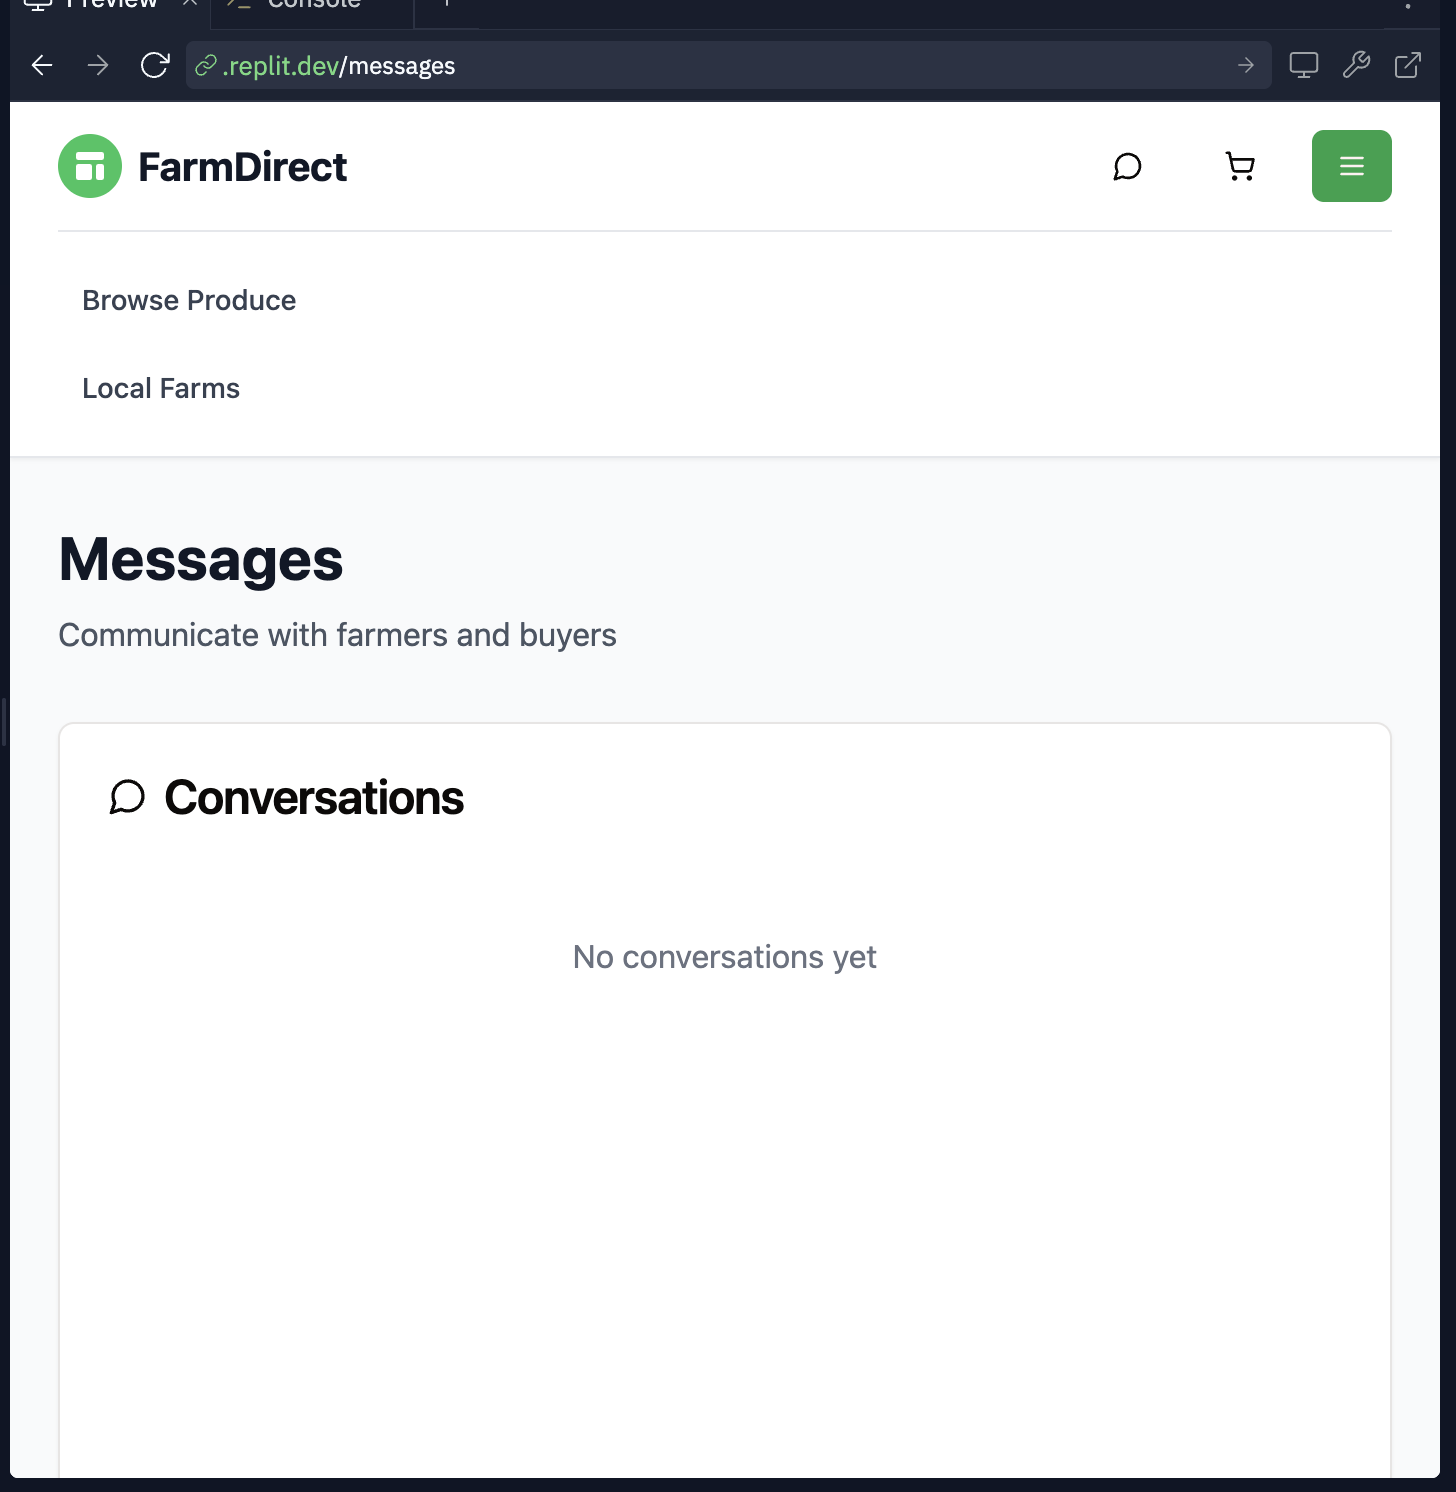 Preview
Console
.replit.dev/messages
FarmDirect
Browse Produce
Local Farms
Messages
Communicate with farmers and buyers
Conversations
No conversations yet